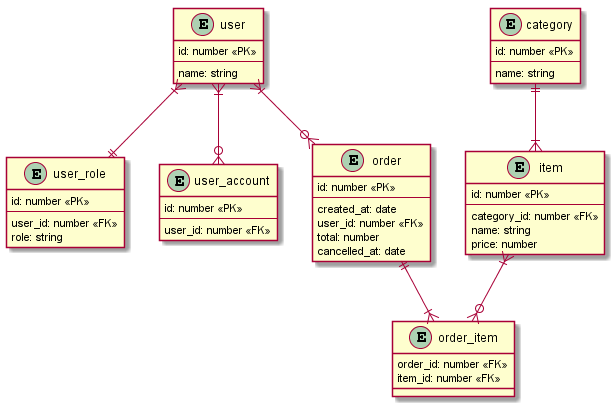 E user
id: number «PK»
name: string
E category
id: number «PK»
name: string
E user_role
id: number «PK»
user_id: number «FK»
role: string
E user_account
id: number «PK»
user_id: number «FK»
E order
id: number «PK»
created_at: date
user_id: number «FK»
total: number
cancelled_at: date
E item
id: number «PK»
category_id: number «FK»
name: string
price: number
E order_item
order_id: number «FK»
item_id: number «FK»